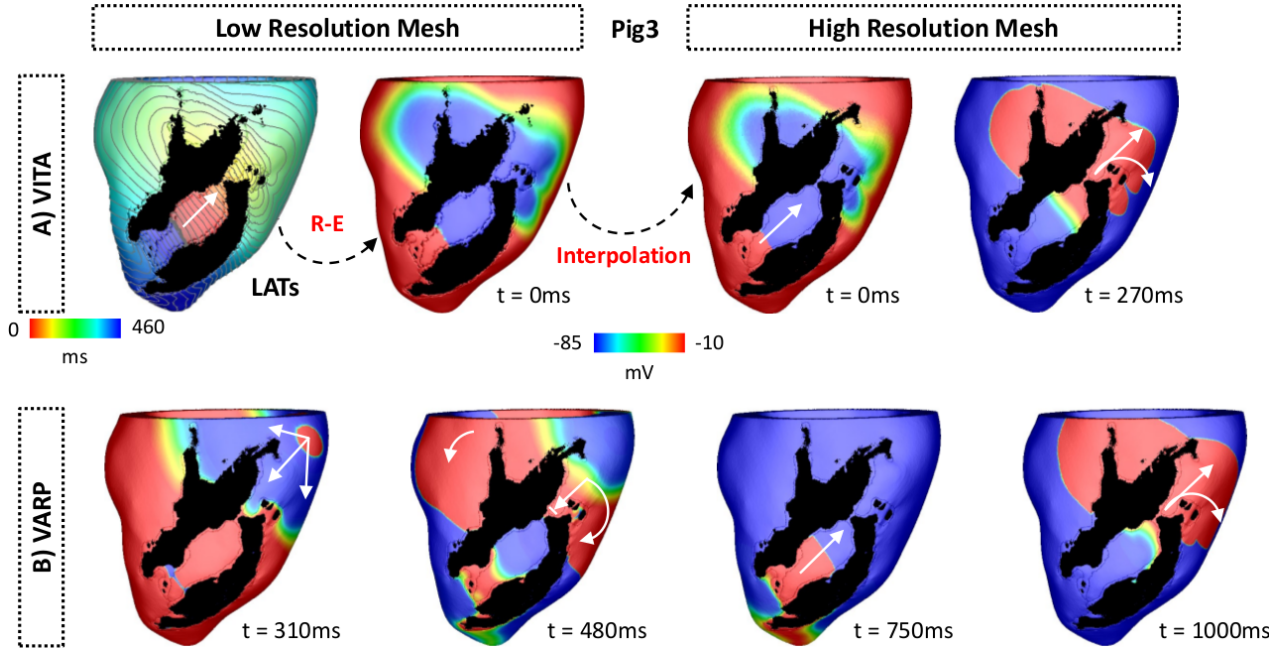 Low Resolution Mesh
Pig3
High Resolution Mesh
A) VITA
R-E
Interpolation
LATs
t = 0ms
t = 0ms
t = 270ms
0
460
ms
-85
-10
mV
B) VARP
t = 310ms
t = 480ms
t = 750ms
t = 1000ms